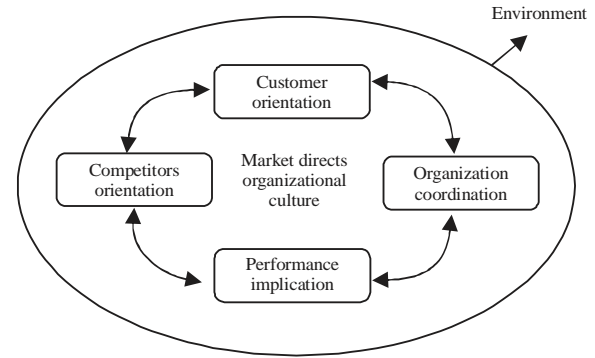 Environment
Customer
orientation
Competitors
orientation
Market directs
organizational
culture
Organization
coordination
Performance
implication